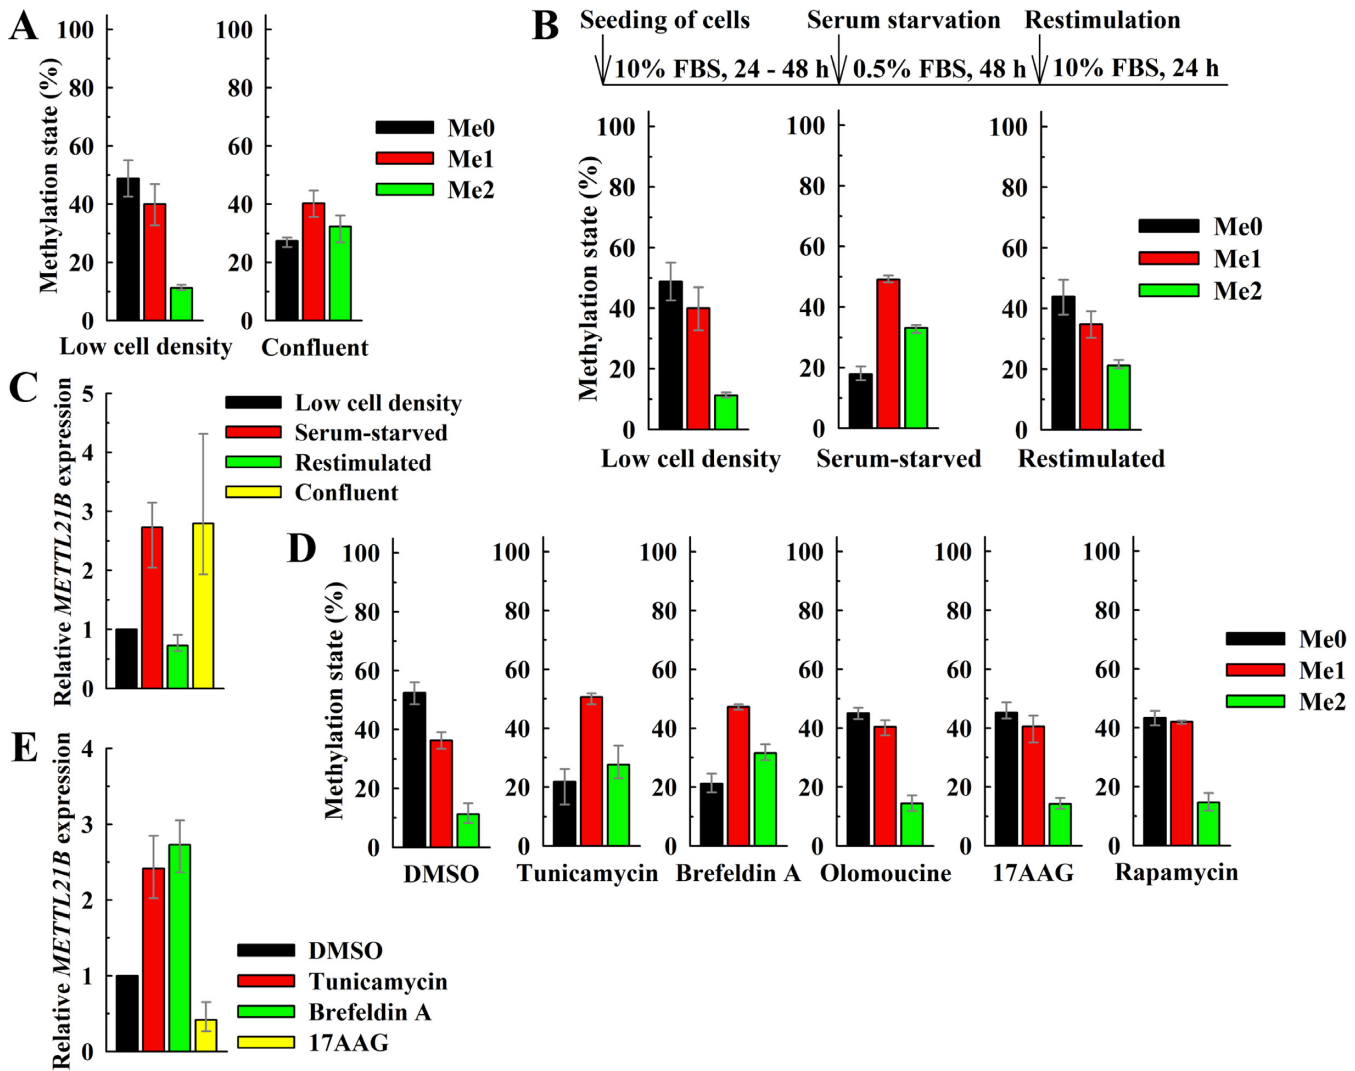 A
Methylation state (%)
100
80
60
40
20
0
Low cell density
100
80
60
40
20
0
Confluent
Me0
Me1
Me2
B
Seeding of cells
Serum starvation
Restimulation
10% FBS, 24 - 48 h
0.5% FBS, 48 h
10% FBS, 24 h
Methylation state (%)
100
80
60
40
20
0
Low cell density
100
80
60
40
20
0
Serum-starved
100
80
60
40
20
0
Restimulated
Me0
Me1
Me2
C
Relative METTL21B expression
5
4
3
2
1
0
Low cell density
Serum-starved
Restimulated
Confluent
D
Methylation state (%)
100
80
60
40
20
0
DMSO
100
80
60
40
20
0
Tunicamycin
100
80
60
40
20
0
Brefeldin A
100
80
60
40
20
0
Olomoucine
100
80
60
40
20
0
17AAG
100
80
60
40
20
0
Rapamycin
Me0
Me1
Me2
E
Relative METTL21B expression
4
3
2
1
0
DMSO
Tunicamycin
Brefeldin A
17AAG